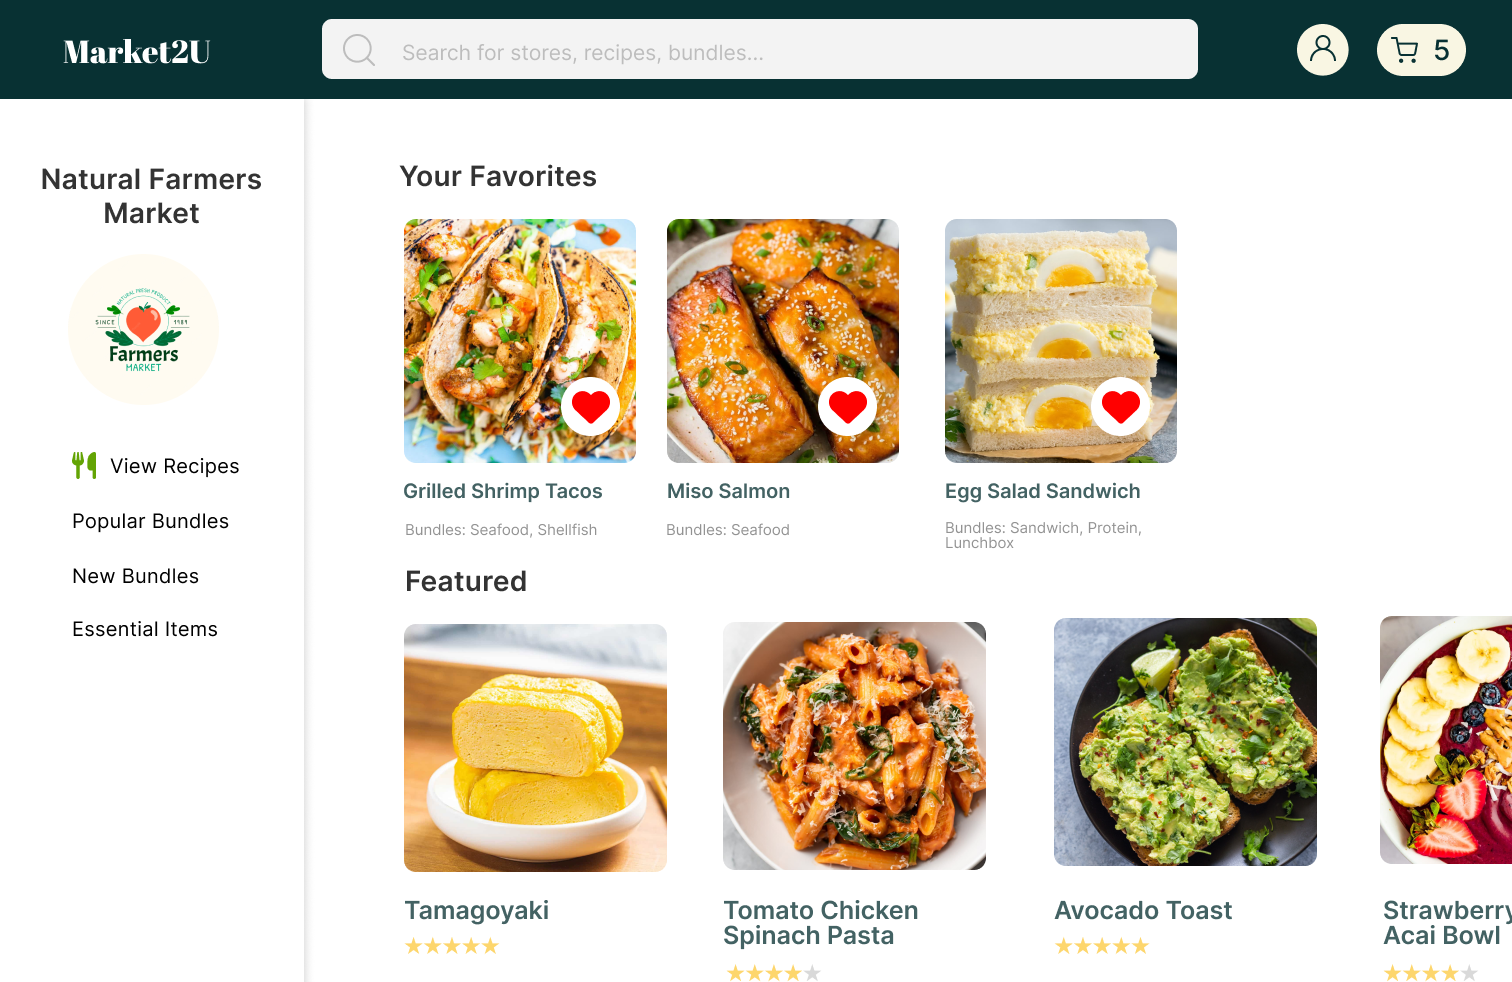 Market2U
Search for stores, recipes, bundles...
5
Natural Farmers
Market
NATURAL FRESH PRODUCT
SINCE 1989
Farmers
MARKET
View Recipes
Popular Bundles
New Bundles
Essential Items
Your Favorites
Grilled Shrimp Tacos
Miso Salmon
Egg Salad Sandwich
Bundles: Seafood, Shellfish
Bundles: Seafood
Bundles: Sandwich, Protein,
Lunchbox
Featured
Tamagoyaki
Tomato Chicken
Spinach Pasta
Avocado Toast
Strawberry
Acai Bowl